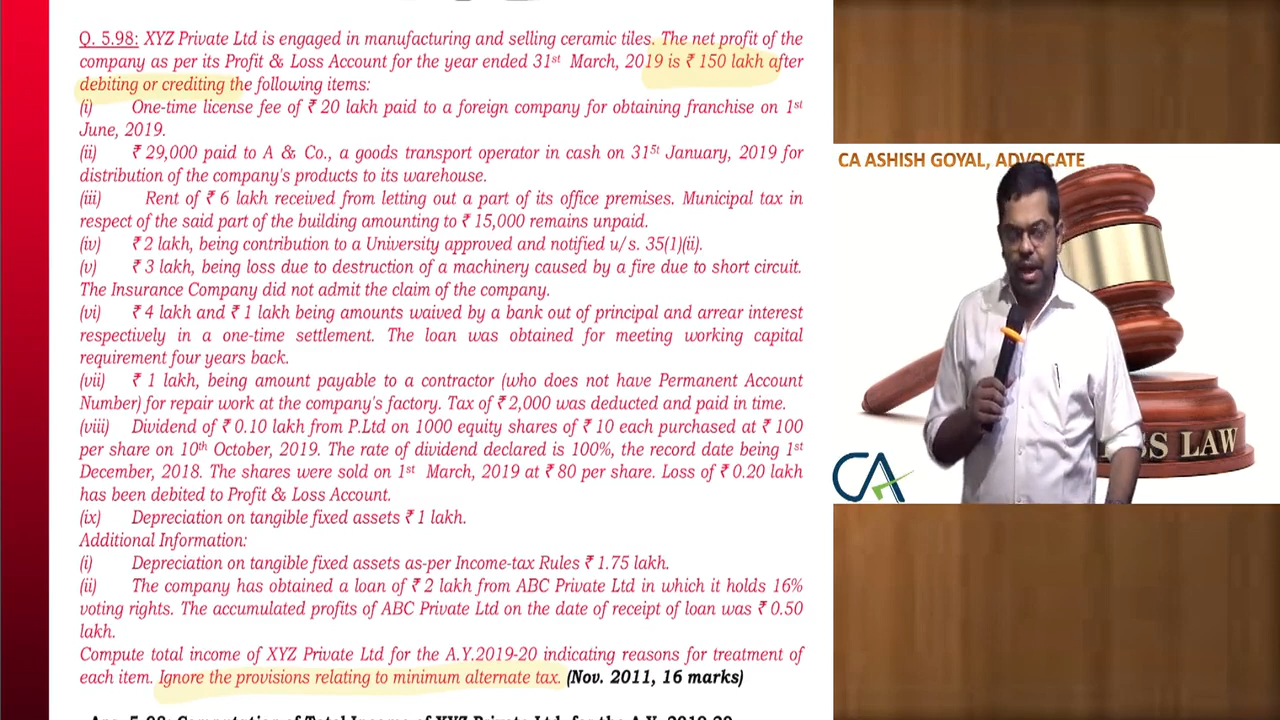 Q. 5.98: XYZ Private Ltd is engaged in manufacturing and selling ceramic tiles. The net profit of the
company as per its Profit & Loss Account for the year ended 31st March, 2019 is ₹ 150 lakh after
debiting or crediting the following items:
(i) One-time license fee of ₹ 20 lakh paid to a foreign company for obtaining franchise on 1st
June, 2019.
(ii) ₹ 29,000 paid to A & Co., a goods transport operator in cash on 31st January, 2019 for
distribution of the company's products to its warehouse.
(iii) Rent of ₹ 6 lakh received from letting out a part of its office premises. Municipal tax in
respect of the said part of the building amounting to ₹ 15,000 remains unpaid.
(iv) ₹ 2 lakh, being contribution to a University approved and notified u/s. 35(1)(ii).
(v) ₹ 3 lakh, being loss due to destruction of a machinery caused by a fire due to short circuit.
The Insurance Company did not admit the claim of the company.
(vi) ₹ 4 lakh and ₹ 1 lakh being amounts waived by a bank out of principal and arrear interest
respectively in a one-time settlement. The loan was obtained for meeting working capital
requirement four years back.
(vii) ₹ 1 lakh, being amount payable to a contractor (who does not have Permanent Account
Number) for repair work at the company's factory. Tax of ₹ 2,000 was deducted and paid in time.
(viii) Dividend of ₹ 0.10 lakh from P.Ltd on 1000 equity shares of ₹ 10 each purchased at ₹ 100
per share on 10th October, 2019. The rate of dividend declared is 100%, the record date being 1st
December, 2018. The shares were sold on 1st March, 2019 at ₹ 80 per share. Loss of ₹ 0.20 lakh
has been debited to Profit & Loss Account.
(ix) Depreciation on tangible fixed assets ₹ 1 lakh.
Additional Information:
(i) Depreciation on tangible fixed assets as-per Income-tax Rules ₹ 1.75 lakh.
(ii) The company has obtained a loan of ₹ 2 lakh from ABC Private Ltd in which it holds 16%
voting rights. The accumulated profits of ABC Private Ltd on the date of receipt of loan was ₹ 0.50
lakh.
Compute total income of XYZ Private Ltd for the A.Y.2019-20 indicating reasons for treatment of
each item. Ignore the provisions relating to minimum alternate tax. (Nov. 2011, 16 marks)
Ans. 5.98: Computation of Total Income of XYZ Private Ltd. for the A.Y. 2019-20
CA ASHISH GOYAL, ADVOCATE
SS LAW
CA